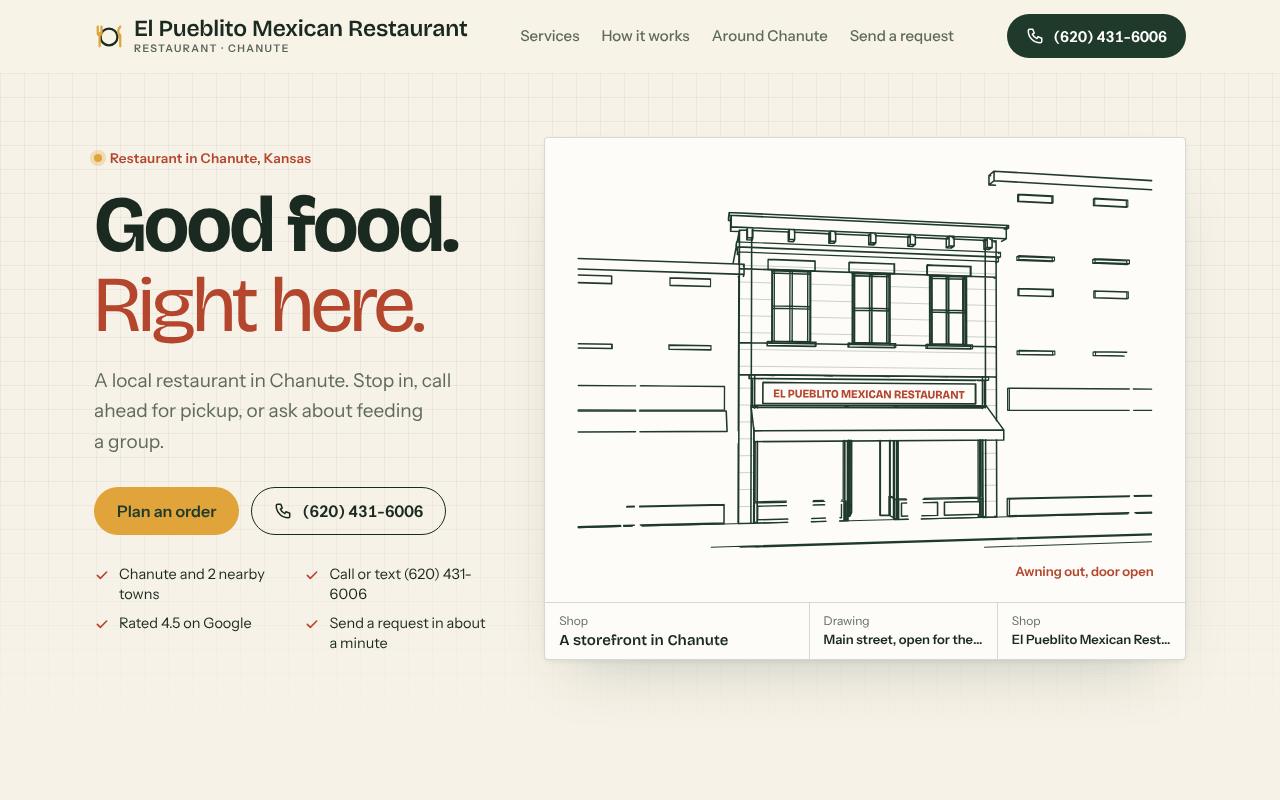 El Pueblito Mexican Restaurant
RESTAURANT · CHANUTE
Services
How it works
Around Chanute
Send a request
(620) 431-6006
Restaurant in Chanute, Kansas
Good food.
Right here.
A local restaurant in Chanute. Stop in, call
ahead for pickup, or ask about feeding
a group.
Plan an order
(620) 431-6006
Chanute and 2 nearby
towns
Call or text (620) 431-
6006
Rated 4.5 on Google
Send a request in about
a minute
EL PUEBLITO MEXICAN RESTAURANT
Awning out, door open
Shop
A storefront in Chanute
Drawing
Main street, open for the...
Shop
El Pueblito Mexican Rest...